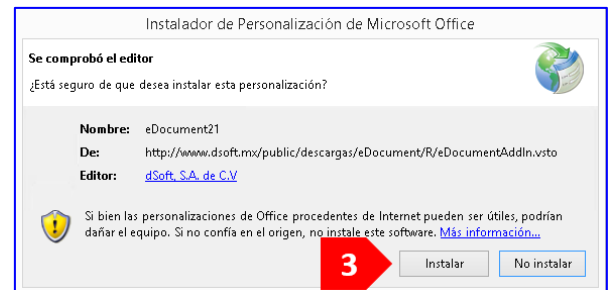 Instalador de Personalización de Microsoft Office
Se comprobó el editor
¿Está seguro de que desea instalar esta personalización?
Nombre: eDocument21
De: http://www.dsoft.mx/public/descargas/eDocument/R/eDocumentAddIn.vsto
Editor: dSoft, S.A. de C.V
Si bien las personalizaciones de Office procedentes de Internet pueden ser útiles, podrían
dañar el equipo. Si no confía en el origen, no instale este software. Más información...
3 Instalar No instalar